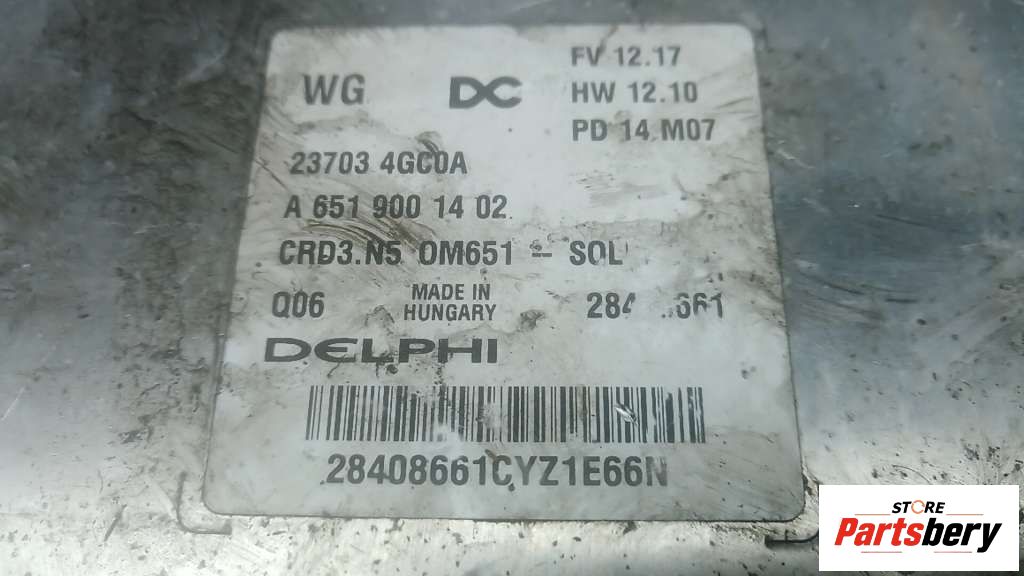 WG DC FV 12.17
HW 12.10
PD 14.M07
23703 4GC0A
A 651 900 14 02
CRD3.N5 OM651 – SOL
Q06 MADE IN
HUNGARY
DELPHI
28408661CYZ1E66N
STORE
Partsbery